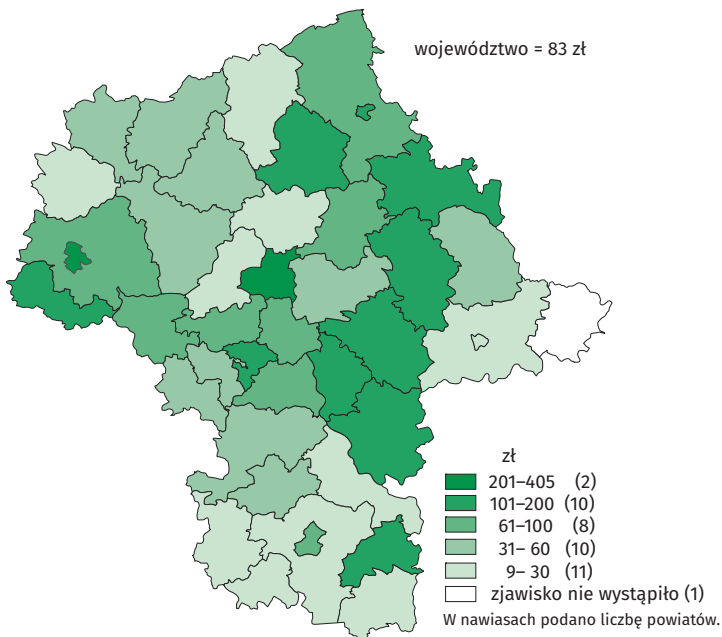 województwo = 83 zł
zł
201–405 (2)
101–200 (10)
61–100 (8)
31– 60 (10)
9– 30 (11)
zjawisko nie wystąpiło (1)
W nawiasach podano liczbę powiatów.